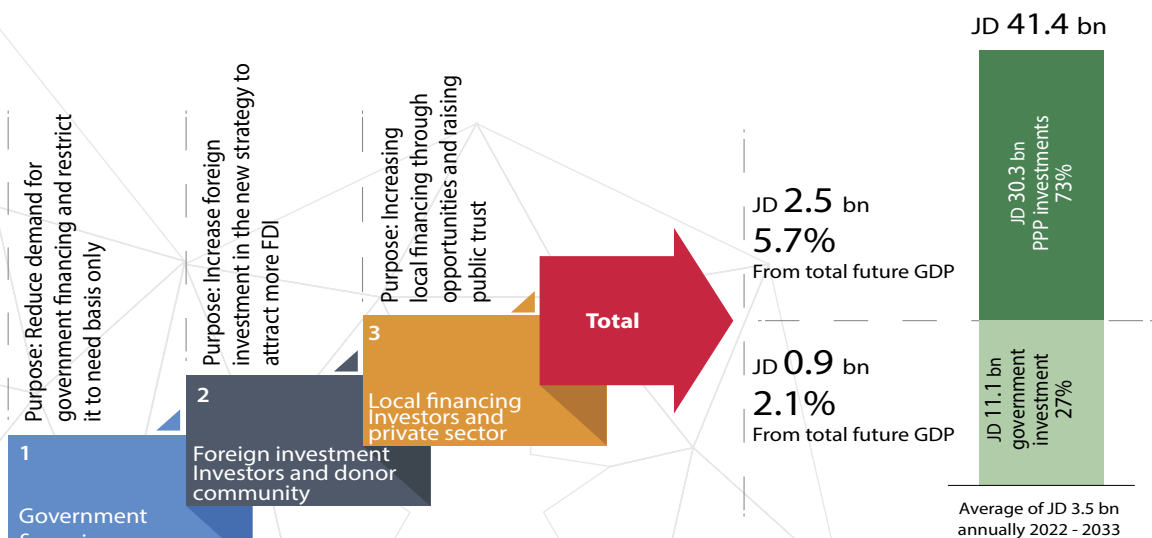 Purpose: Reduce demand for
government financing and restrict
it to need basis only
1
Government
Purpose: Increase foreign
investment in the new strategy to
attract more FDI
2
Foreign investment
Investors and donor
community
Purpose: Increasing
local financing through
opportunities and raising
public trust
3
Local financing
Investors and
private sector
Total
JD 2.5 bn
5.7%
From total future GDP
JD 0.9 bn
2.1%
From total future GDP
JD 41.4 bn
JD 30.3 bn
PPP investments
73%
JD 11.1 bn
government
investment
27%
Average of JD 3.5 bn
annually 2022 - 2033